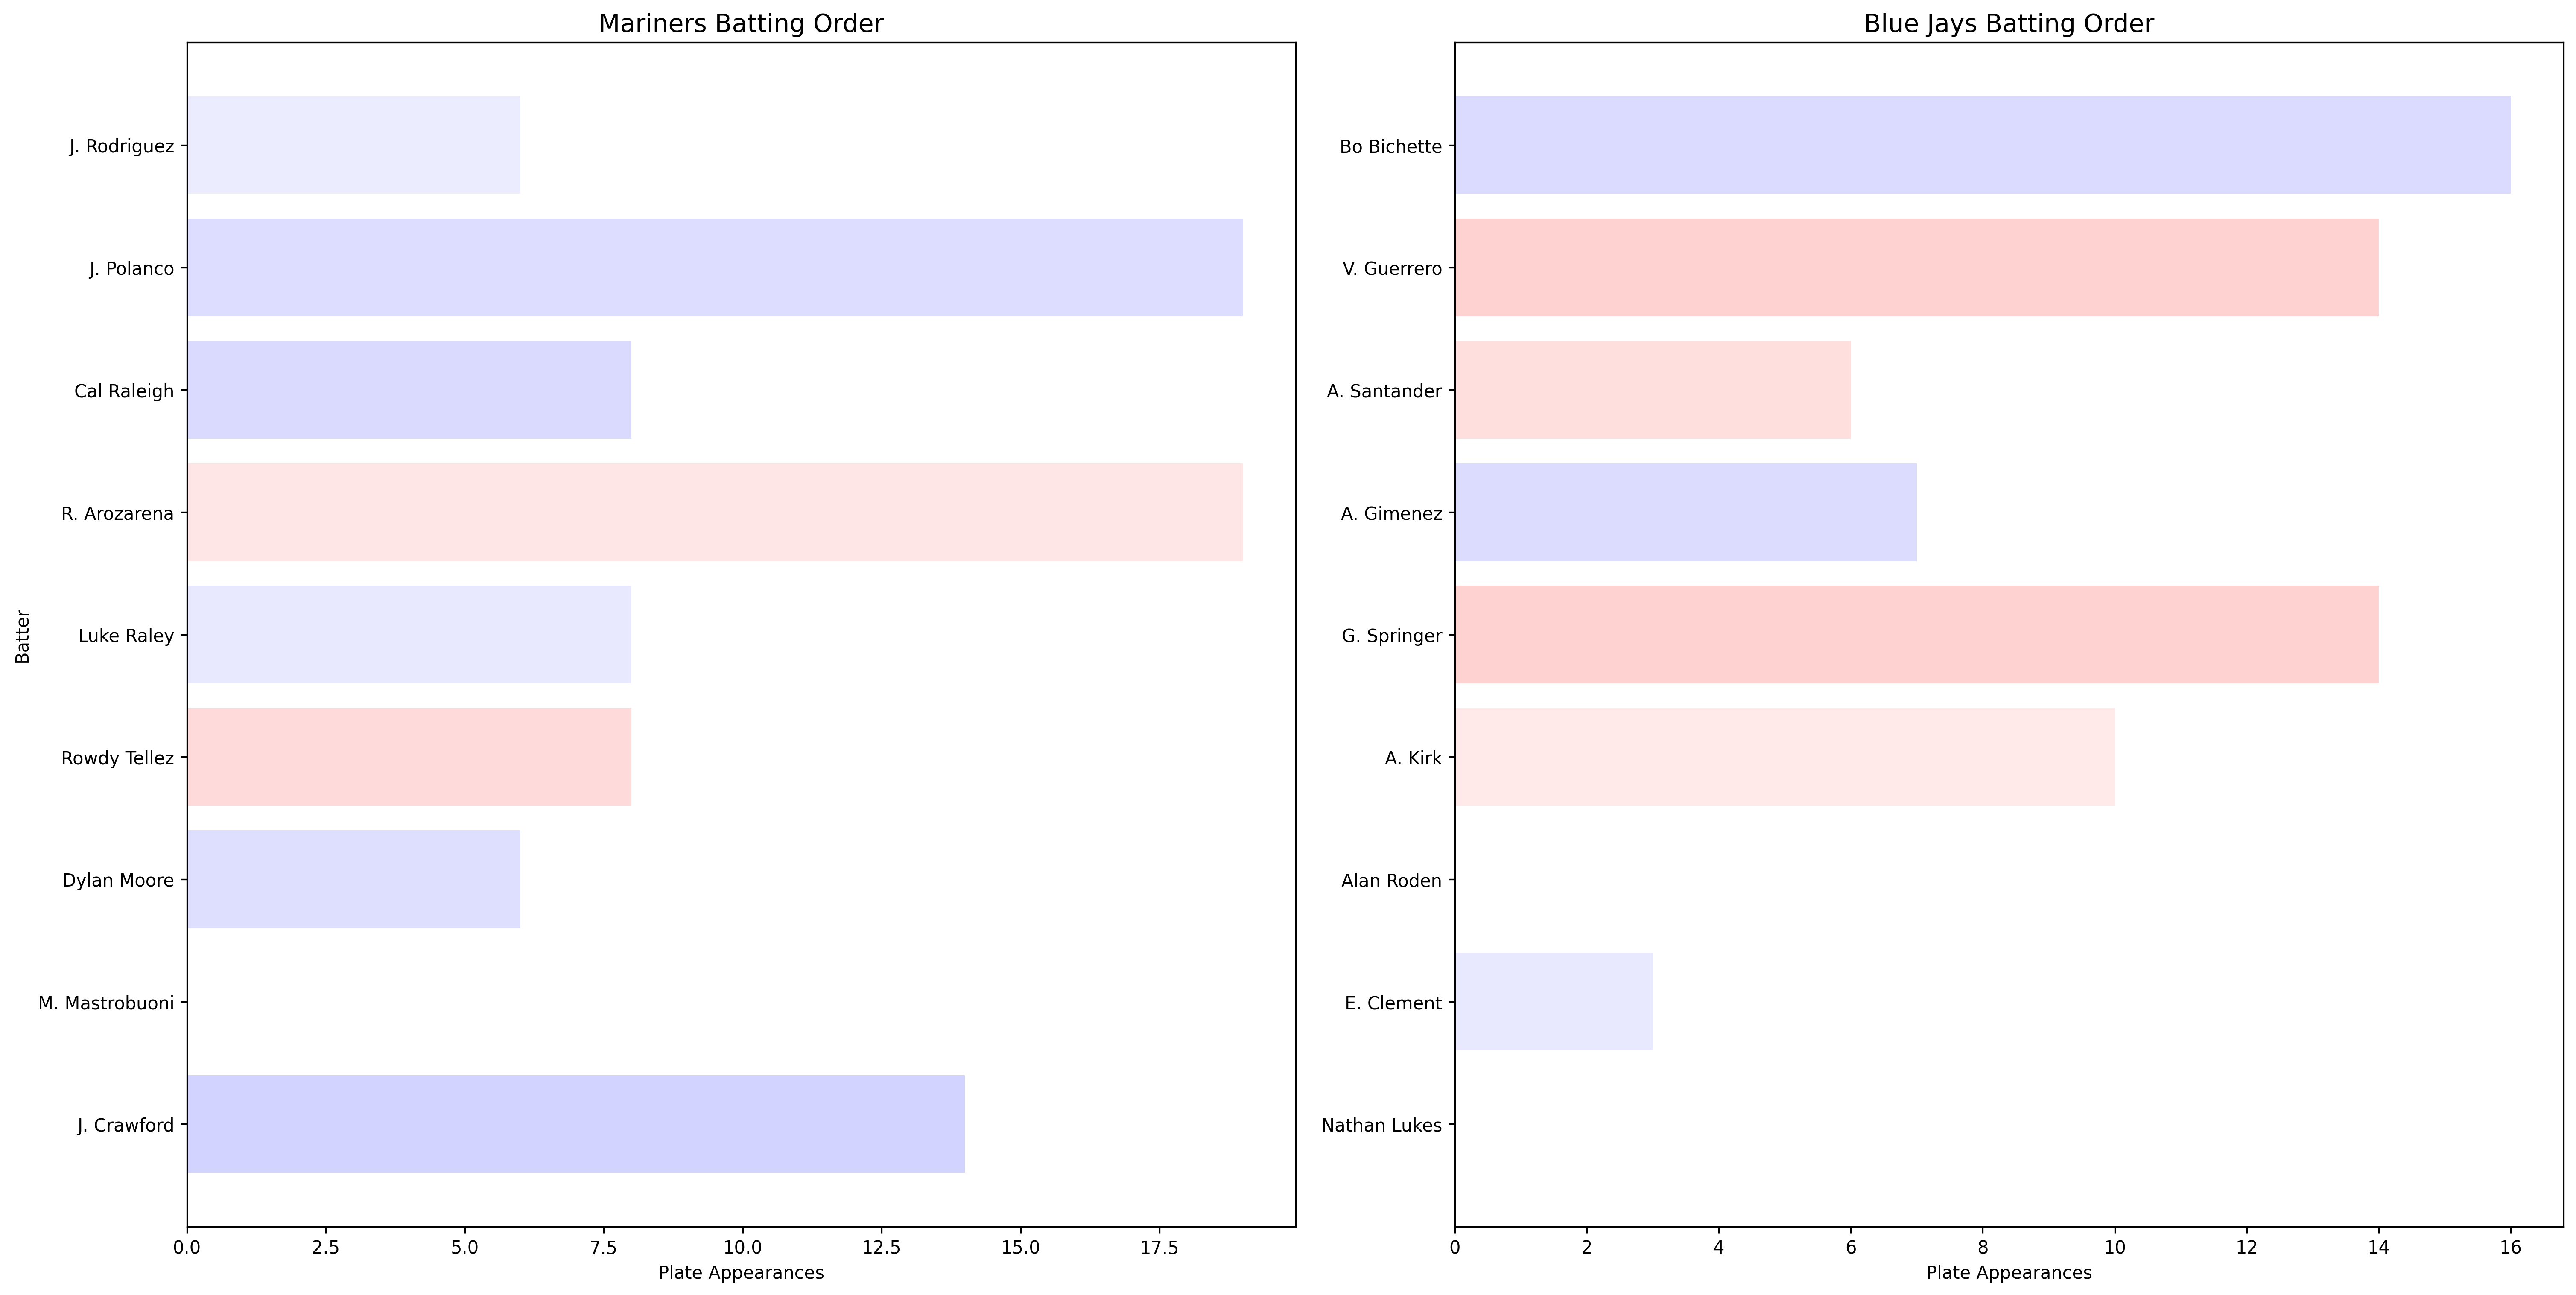 Mariners Batting Order
Batter
J. Rodriguez
J. Polanco
Cal Raleigh
R. Arozarena
Luke Raley
Rowdy Tellez
Dylan Moore
M. Mastrobuoni
J. Crawford
0.0 2.5 5.0 7.5 10.0 12.5 15.0 17.5
Plate Appearances
Blue Jays Batting Order
Bo Bichette
V. Guerrero
A. Santander
A. Gimenez
G. Springer
A. Kirk
Alan Roden
E. Clement
Nathan Lukes
0 2 4 6 8 10 12 14 16
Plate Appearances